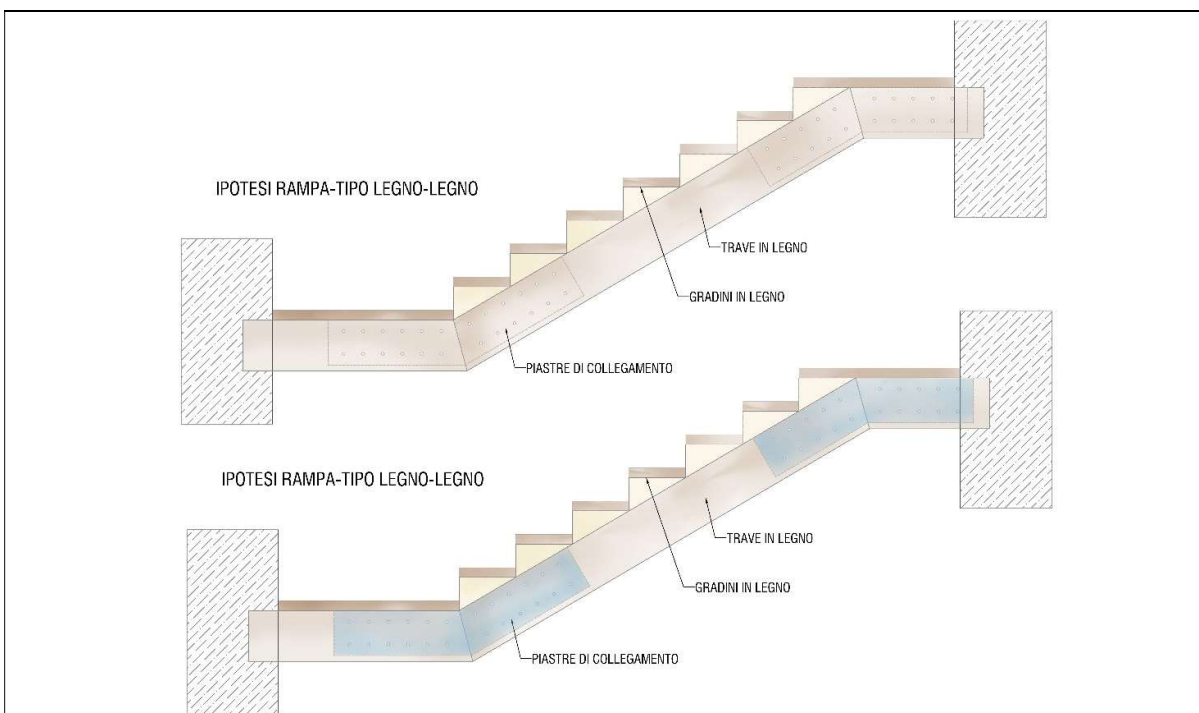 IPOTESI RAMPA-TIPO LEGNO-LEGNO
TRAVE IN LEGNO
GRADINI IN LEGNO
PIASTRE DI COLLEGAMENTO
IPOTESI RAMPA-TIPO LEGNO-LEGNO
TRAVE IN LEGNO
GRADINI IN LEGNO
PIASTRE DI COLLEGAMENTO